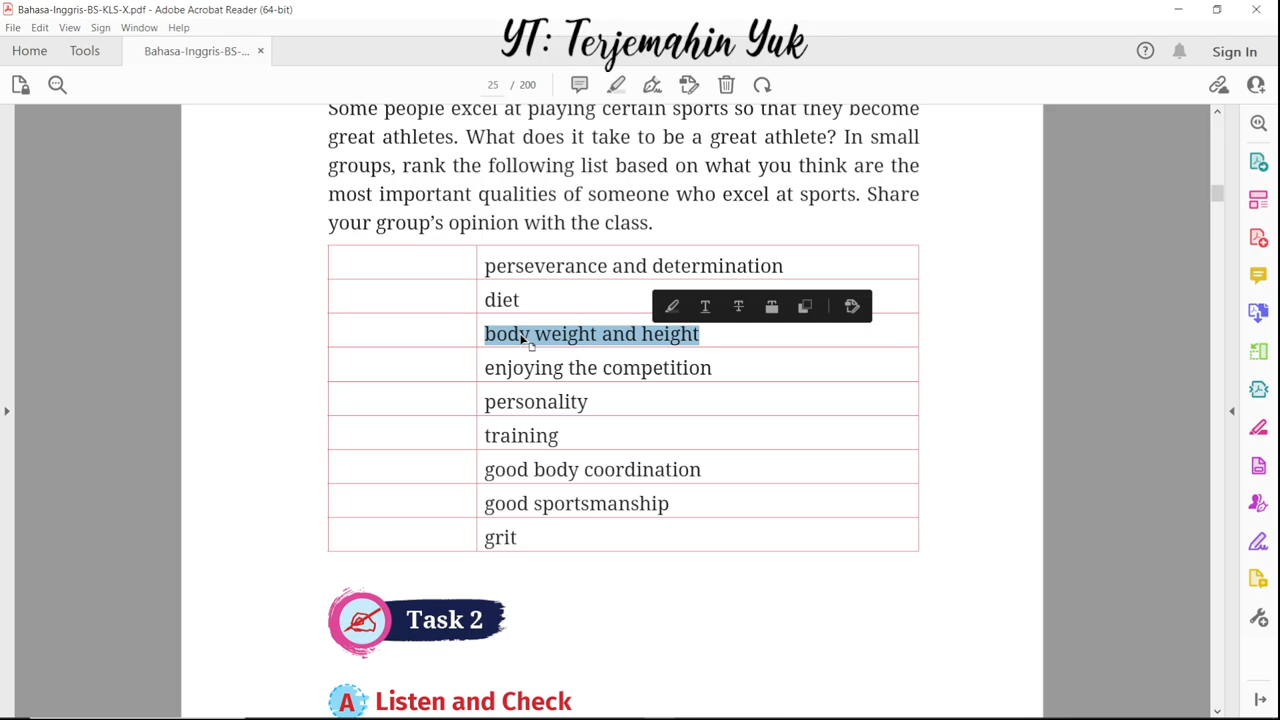 Bahasa-Inggris-BS-KLS-X.pdf - Adobe Acrobat Reader (64-bit)
File Edit View Sign Window Help
YT: Terjemahin Yuk
Home Tools Bahasa-Inggris-BS-... × Sign In
25 / 200
Some people excel at playing certain sports so that they become
great athletes. What does it take to be a great athlete? In small
groups, rank the following list based on what you think are the
most important qualities of someone who excel at sports. Share
your group's opinion with the class.
perseverance and determination
diet
body weight and height
enjoying the competition
personality
training
good body coordination
good sportsmanship
grit
Task 2
A Listen and Check